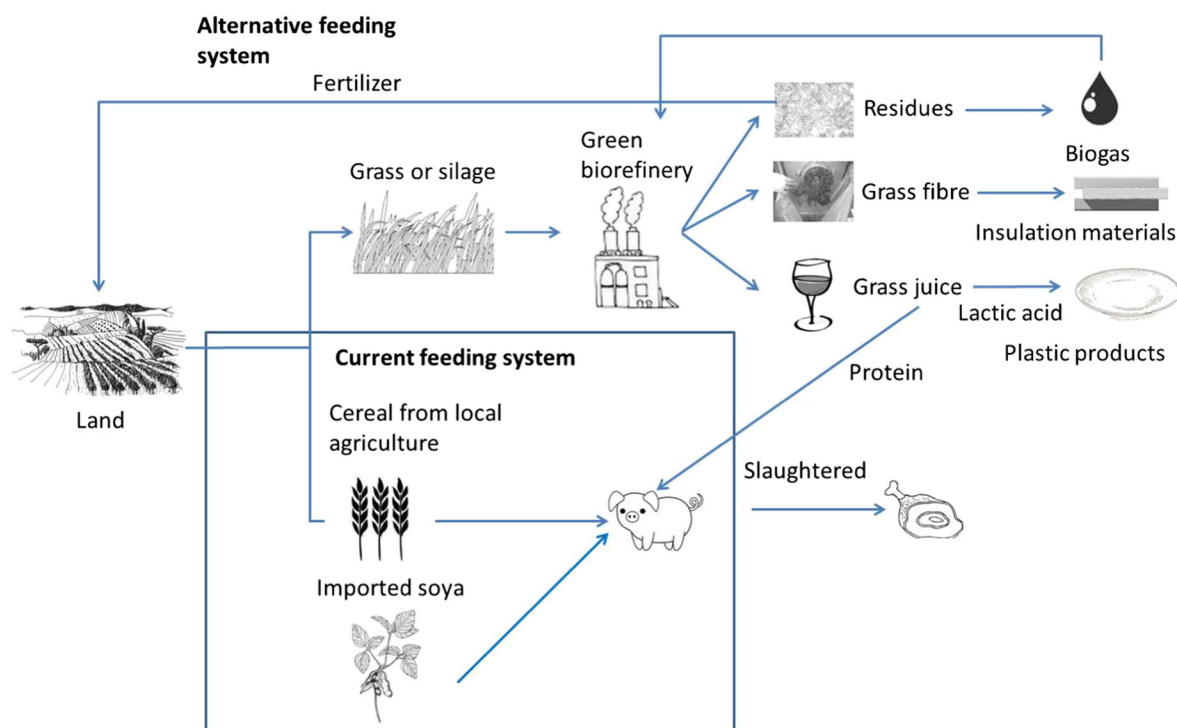 Alternative feeding
system
Fertilizer
Residues
Biogas
Green
biorefinery
Grass or silage
Grass fibre
Insulation materials
Grass juice
Lactic acid
Plastic products
Protein
Land
Current feeding system
Cereal from local
agriculture
Slaughtered
Imported soya